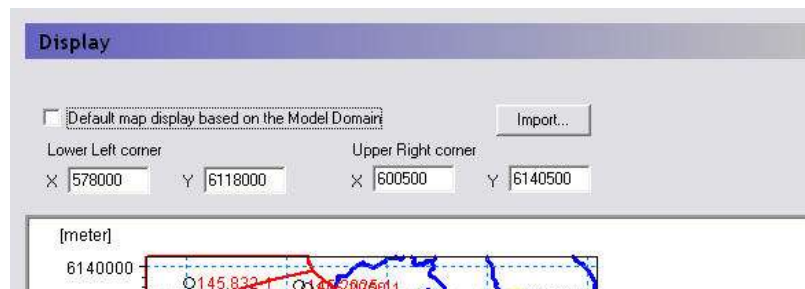 Display
Default map display based on the Model Domain Import...
Lower Left corner Upper Right corner
X 578000 Y 6118000 X 600500 Y 6140500
[meter]
6140000
145.832